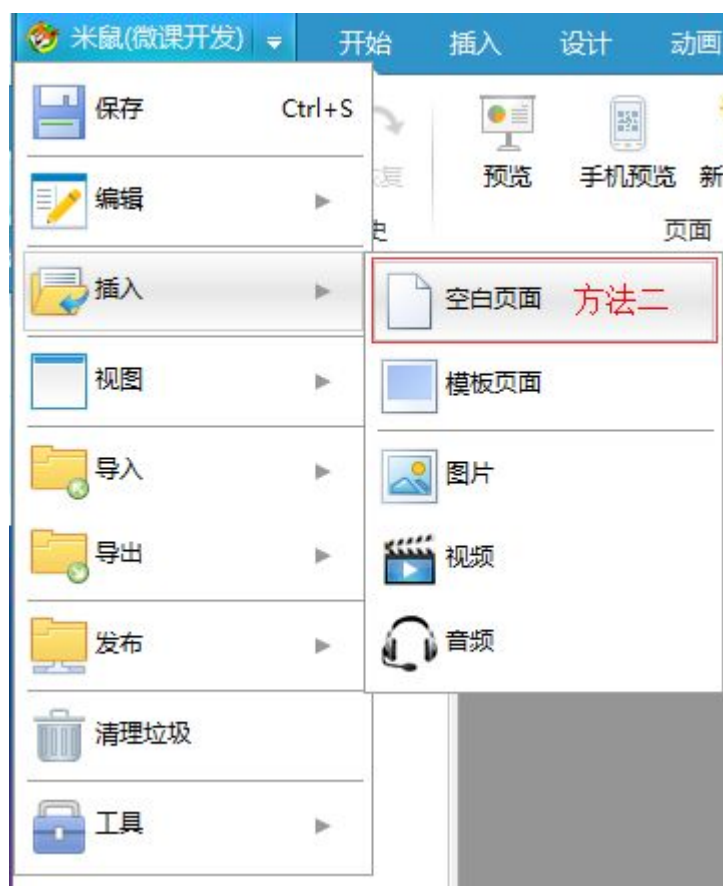 米鼠(微课开发)
开始 插入 设计 动画
保存 Ctrl+S
预览 手机预览 新
编辑
页面
插入
空白页面 方法二
视图
模板页面
导入
图片
导出
视频
发布
音频
清理垃圾
工具